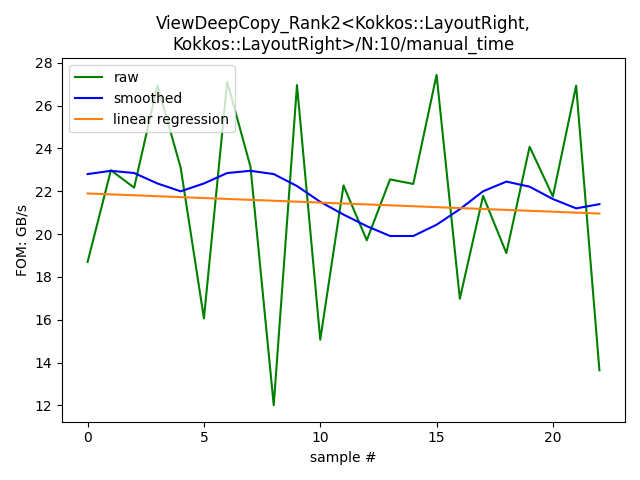 ViewDeepCopy_Rank2<Kokkos::LayoutRight,
Kokkos::LayoutRight>/N:10/manual_time
FOM: GB/s
28
26
24
22
20
18
16
14
12
raw
smoothed
linear regression
0
5
10
15
20
sample #